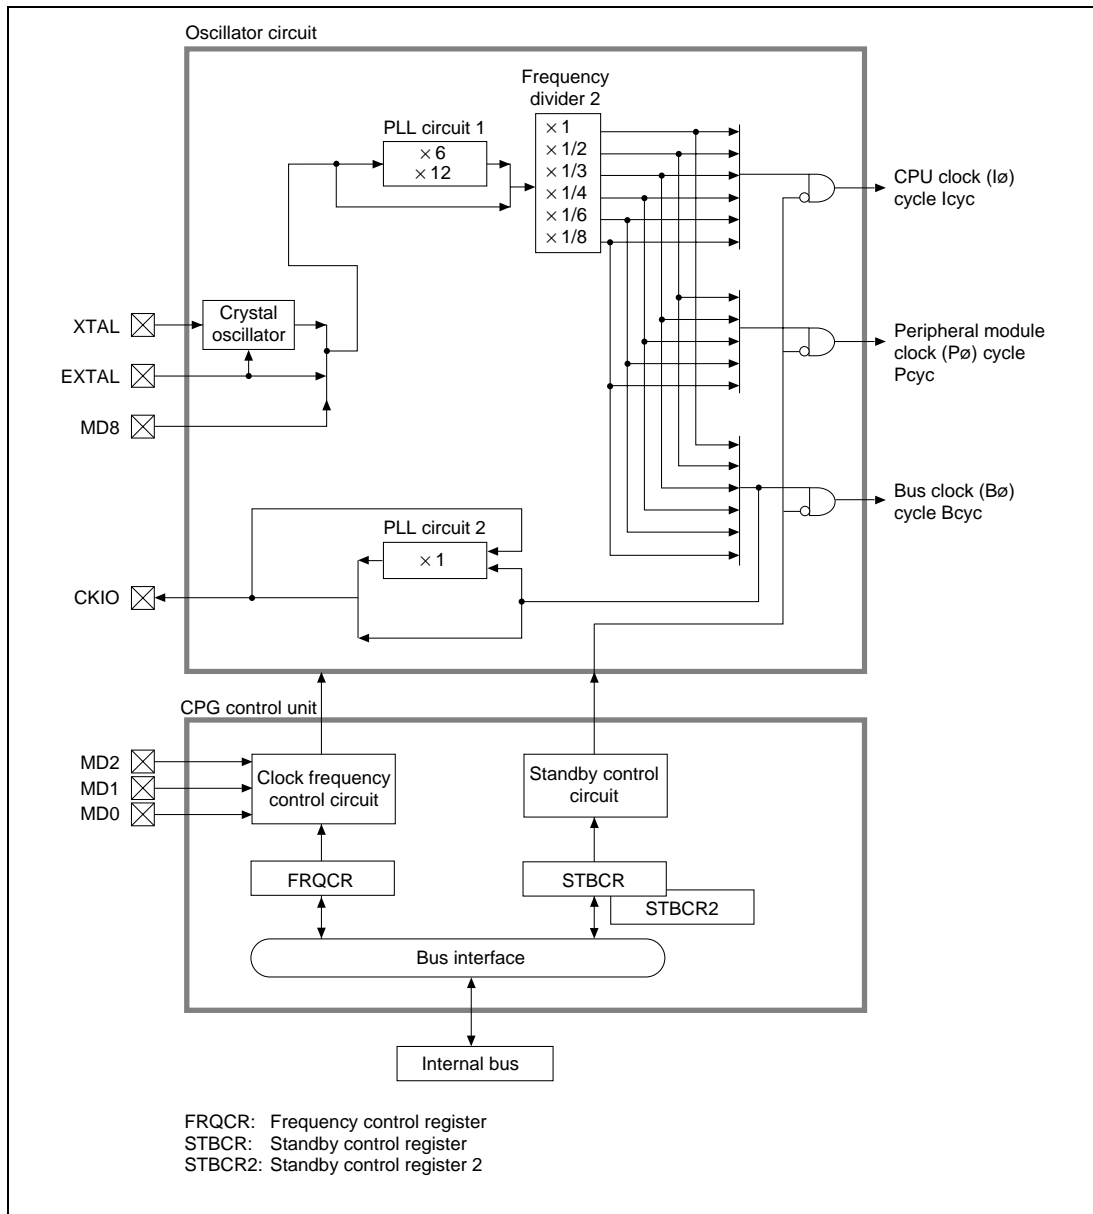 Oscillator circuit
Frequency
divider 2
PLL circuit 1
× 6
× 12
× 1
× 1/2
× 1/3
× 1/4
× 1/6
× 1/8
CPU clock (Iø)
cycle Icyc
XTAL
Crystal
oscillator
EXTAL
MD8
Peripheral module
clock (Pø) cycle
Pcyc
Bus clock (Bø)
cycle Bcyc
PLL circuit 2
× 1
CKIO
CPG control unit
MD2
MD1
MD0
Clock frequency
control circuit
Standby control
circuit
FRQCR
STBCR
STBCR2
Bus interface
Internal bus
FRQCR: Frequency control register
STBCR: Standby control register
STBCR2: Standby control register 2